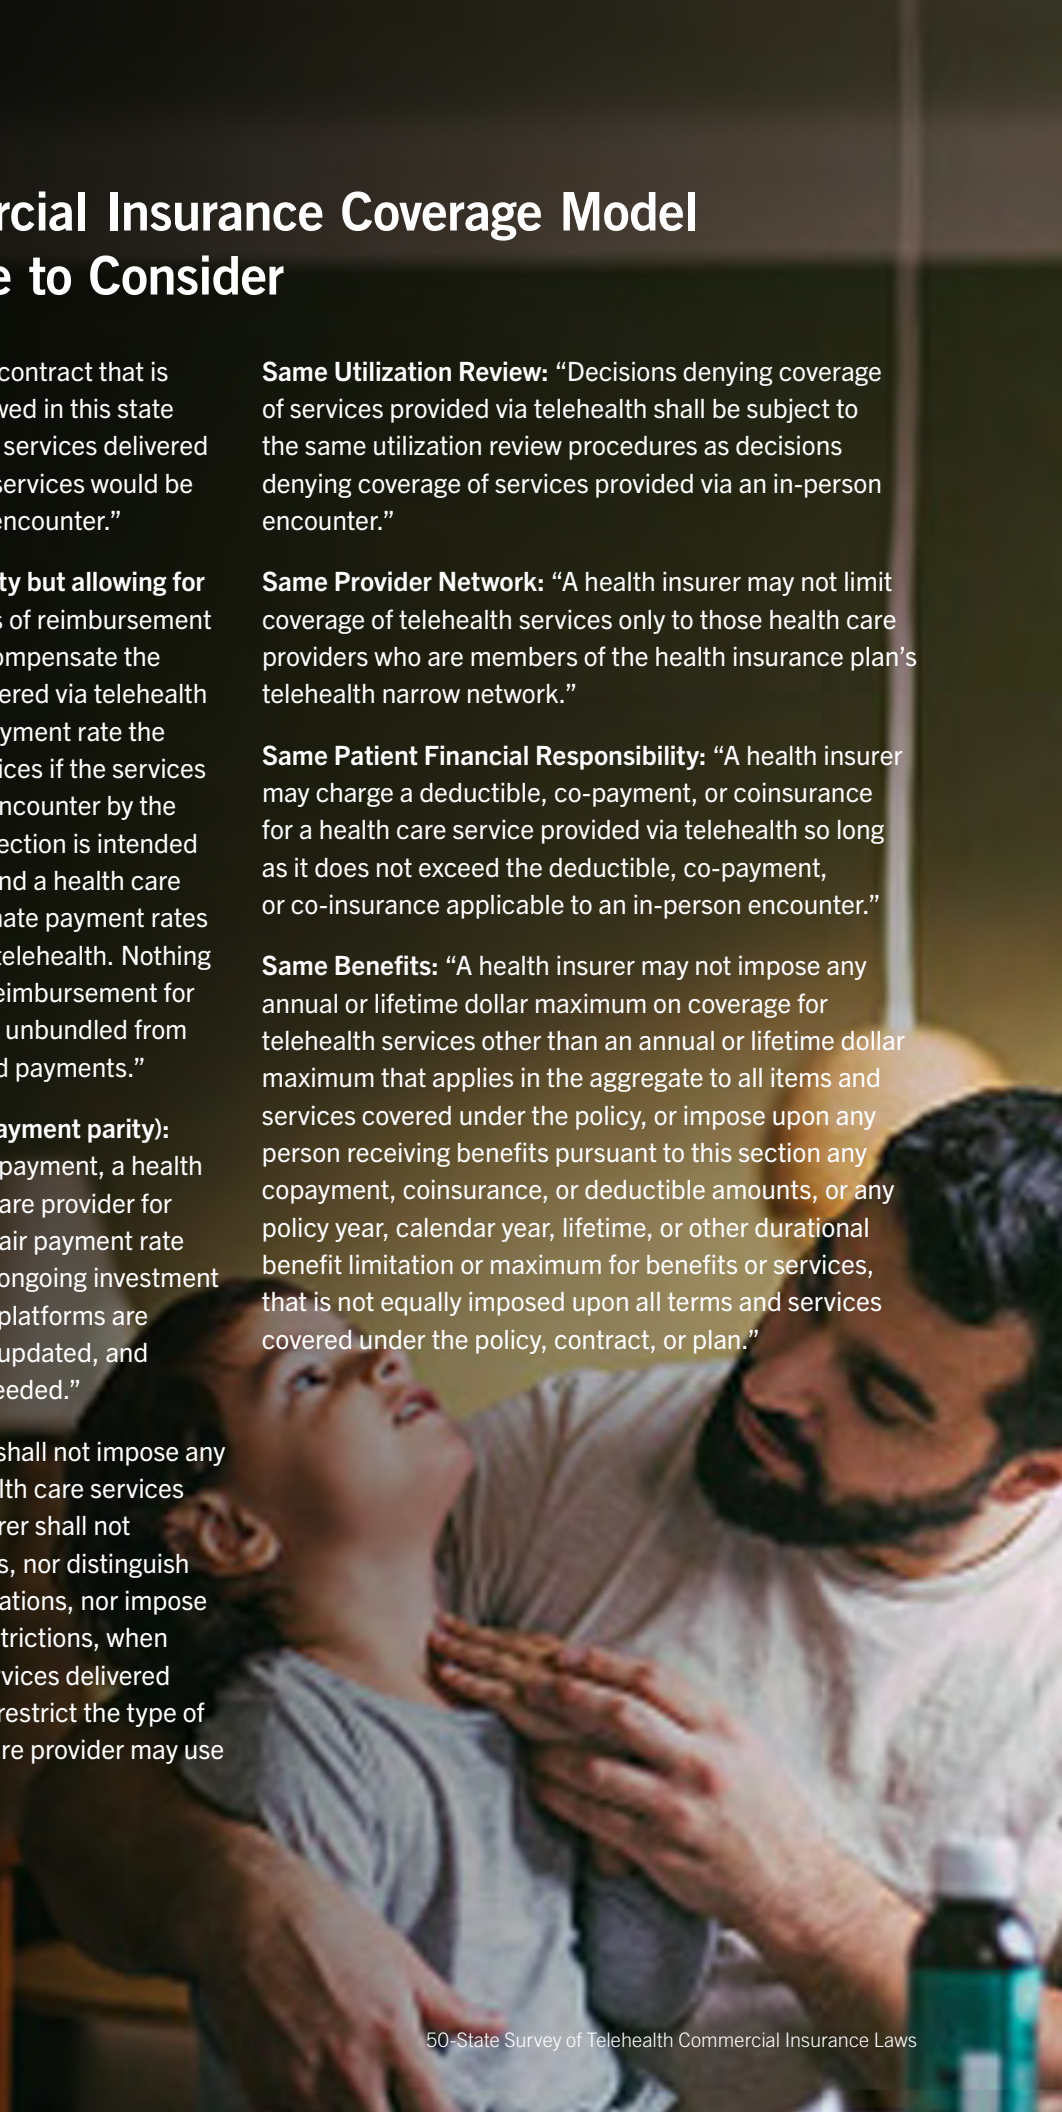 rcial Insurance Coverage Model
e to Consider
contract that is
wed in this state
services delivered
services would be
encounter.”
ty but allowing for
s of reimbursement
ompensate the
ered via telehealth
yment rate the
ices if the services
ncounter by the
ection is intended
nd a health care
nate payment rates
telehealth. Nothing
eimbursement for
unbundled from
d payments.”
ayment parity):
payment, a health
are provider for
air payment rate
ongoing investment
platforms are
updated, and
eeded.”
shall not impose any
lth care services
rer shall not
s, nor distinguish
ations, nor impose
trictions, when
vices delivered
restrict the type of
re provider may use
Same Utilization Review: “Decisions denying coverage
of services provided via telehealth shall be subject to
the same utilization review procedures as decisions
denying coverage of services provided via an in-person
encounter.”
Same Provider Network: “A health insurer may not limit
coverage of telehealth services only to those health care
providers who are members of the health insurance plan’s
telehealth narrow network.”
Same Patient Financial Responsibility: “A health insurer
may charge a deductible, co-payment, or coinsurance
for a health care service provided via telehealth so long
as it does not exceed the deductible, co-payment,
or co-insurance applicable to an in-person encounter.”
Same Benefits: “A health insurer may not impose any
annual or lifetime dollar maximum on coverage for
telehealth services other than an annual or lifetime dollar
maximum that applies in the aggregate to all items and
services covered under the policy, or impose upon any
person receiving benefits pursuant to this section any
copayment, coinsurance, or deductible amounts, or any
policy year, calendar year, lifetime, or other durational
benefit limitation or maximum for benefits or services,
that is not equally imposed upon all terms and services
covered under the policy, contract, or plan.”
50-State Survey of Telehealth Commercial Insurance Laws